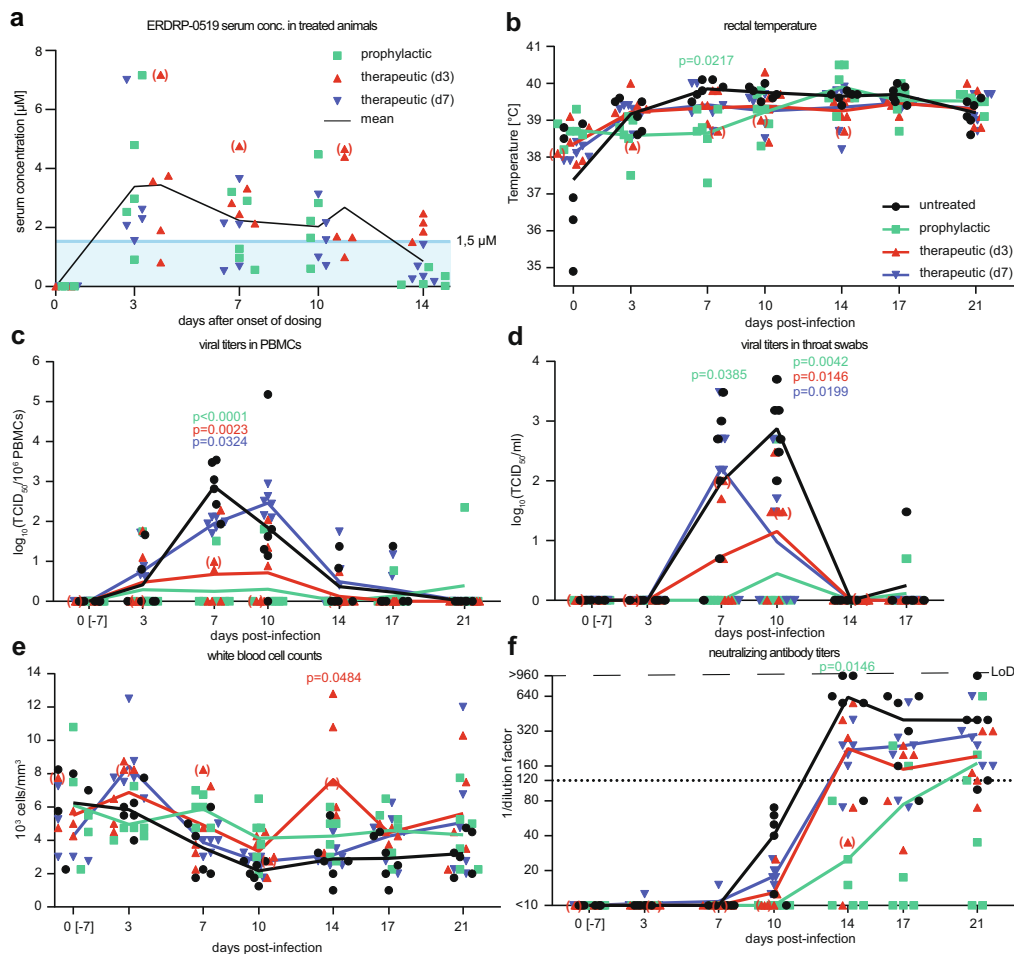 a
ERDRP-0519 serum conc. in treated animals
serum concentration [µM]
8
6
4
2
0
prophylactic
therapeutic (d3)
therapeutic (d7)
mean
1,5 µM
0 3 7 10 14
days after onset of dosing
b
rectal temperature
p=0.0217
Temperature [°C]
41
40
39
38
37
36
35
untreated
prophylactic
therapeutic (d3)
therapeutic (d7)
0 3 7 10 14 17 21
days post-infection
c
viral titers in PBMCs
log10(TCID50/10⁶ PBMCs)
6
5
4
3
2
1
0
p<0.0001
p=0.0023
p=0.0324
0 [-7] 3 7 10 14 17 21
days post-infection
d
viral titers in throat swabs
log10(TCID50/ml)
4
3
2
1
0
p=0.0385
p=0.0042
p=0.0146
p=0.0199
0 [-7] 3 7 10 14 17
days post-infection
e
white blood cell counts
10³ cells/mm³
14
12
10
8
6
4
2
0
p=0.0484
0 [-7] 3 7 10 14 17 21
days post-infection
f
neutralizing antibody titers
p=0.0146
LoD
1/dilution factor
>960
640
320
160
120
80
40
20
<10
0 [-7] 3 7 10 14 17 21
days post-infection